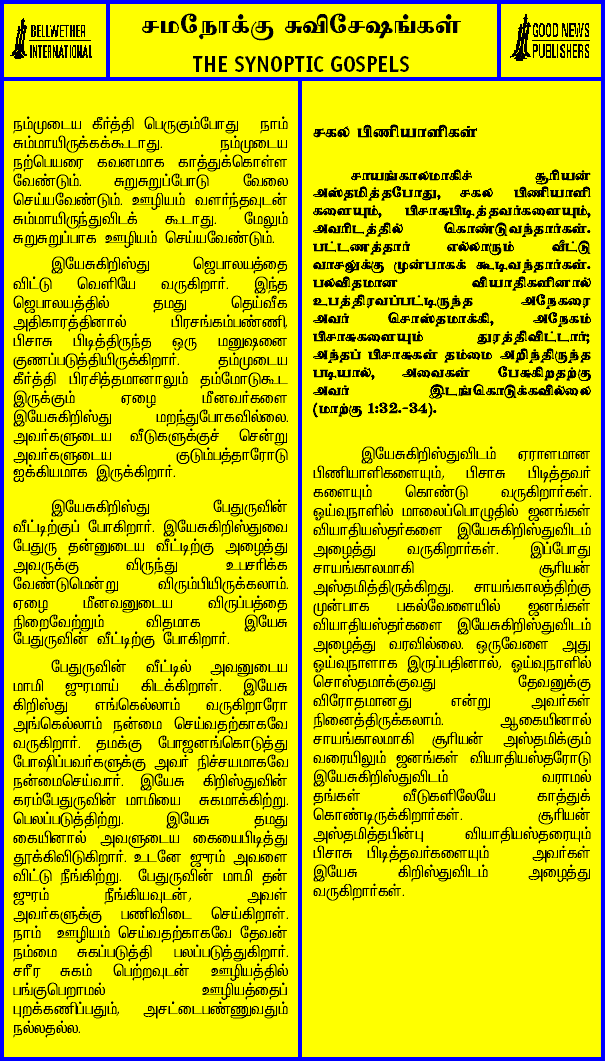 BELLWETHER
INTERNATIONAL
சமநோக்கு சுவிசேஷங்கள்
THE SYNOPTIC GOSPELS
GOOD NEWS
PUBLISHERS
நம்முடைய கீர்த்தி பெருகும்போது நாம்
சும்மாயிருக்கக்கூடாது. நம்முடைய
நற்பெயரை கவனமாக காத்துக்கொள்ள
வேண்டும். சுறுசுறுப்போடு வேலை
செய்யவேண்டும். ஊழியம் வளர்ந்தவுடன்
சும்மாயிருந்துவிடக் கூடாது. மேலும்
சுறுசுறுப்பாக ஊழியம் செய்யவேண்டும்.
இயேசுகிறிஸ்து ஜெபாலயத்தை
விட்டு வெளியே வருகிறார். இந்த
ஜெபாலயத்தில் தமது தெய்வீக
அதிகாரத்தினால் பிரசங்கம்பண்ணி,
பிசாசு பிடித்திருந்த ஒரு மனுஷனை
குணப்படுத்தியிருக்கிறார். தம்முடைய
கீர்த்தி பிரசித்தமானாலும் தம்மோடுகூட
இருக்கும் ஏழை மீனவர்களை
இயேசுகிறிஸ்து மறந்துபோகவில்லை.
அவர்களுடைய வீடுகளுக்குச் சென்று
அவர்களுடைய குடும்பத்தாரோடு
ஐக்கியமாக இருக்கிறார்.
இயேசுகிறிஸ்து பேதுருவின்
வீட்டிற்குப் போகிறார். இயேசுகிறிஸ்துவை
பேதுரு தன்னுடைய வீட்டிற்கு அழைத்து
அவருக்கு விருந்து உபசரிக்க
வேண்டுமென்று விரும்பியிருக்கலாம்.
ஏழை மீனவனுடைய விருப்பத்தை
நிறைவேற்றும் விதமாக இயேசு
பேதுருவின் வீட்டிற்கு போகிறார்.
பேதுருவின் வீட்டில் அவனுடைய
மாமி ஜுரமாய் கிடக்கிறாள். இயேசு
கிறிஸ்து எங்கெல்லாம் வருகிறாரோ
அங்கெல்லாம் நன்மை செய்வதற்காகவே
வருகிறார். தமக்கு போஜனங்கொடுத்து
போஷிப்பவர்களுக்கு அவர் நிச்சயமாகவே
நன்மைசெய்வார். இயேசு கிறிஸ்துவின்
கரம்பேதுருவின் மாமியை சுகமாக்கிற்று.
பெலப்படுத்திற்று. இயேசு தமது
கையினால் அவளுடைய கையைபிடித்து
தூக்கிவிடுகிறார். உடனே ஜுரம் அவளை
விட்டு நீங்கிற்று. பேதுருவின் மாமி தன்
ஜுரம் நீங்கியவுடன், அவள்
அவர்களுக்கு பணிவிடை செய்கிறாள்.
நாம் ஊழியம் செய்வதற்காகவே தேவன்
நம்மை சுகப்படுத்தி பலப்படுத்துகிறார்.
சரீர சுகம் பெற்றவுடன் ஊழியத்தில்
பங்குபெறாமல் ஊழியத்தைப்
புறக்கணிப்பதும், அசட்டைபண்ணுவதும்
நல்லதல்ல.
சகல பிணியாளிகள்
சாயங்காலமாகிச் சூரியன்
அஸ்தமித்தபோது, சகல பிணியாளி
களையும், பிசாசுபிடித்தவர்களையும்,
அவரிடத்தில் கொண்டுவந்தார்கள்.
பட்டணத்தார் எல்லாரும் வீட்டு
வாசலுக்கு முன்பாகக் கூடிவந்தார்கள்.
பலவிதமான வியாதிகளினால்
உபத்திரவப்பட்டிருந்த அநேகரை
அவர் சொஸ்தமாக்கி, அநேகம்
பிசாசுகளையும் துரத்திவிட்டார்;
அந்தப் பிசாசுகள் தம்மை அறிந்திருந்த
படியால், அவைகள் பேசுகிறதற்கு
அவர் இடங்கொடுக்கவில்லை
(மாற்கு 1:32.-34).
இயேசுகிறிஸ்துவிடம் ஏராளமான
பிணியாளிகளையும், பிசாசு பிடித்தவர்
களையும் கொண்டு வருகிறார்கள்.
ஓய்வுநாளில் மாலைப்பொழுதில் ஜனங்கள்
வியாதியஸ்தர்களை இயேசுகிறிஸ்துவிடம்
அழைத்து வருகிறார்கள். இப்போது
சாயங்காலமாகி சூரியன்
அஸ்தமித்திருக்கிறது. சாயங்காலத்திற்கு
முன்பாக பகல்வேளையில் ஜனங்கள்
வியாதியஸ்தர்களை இயேசுகிறிஸ்துவிடம்
அழைத்து வரவில்லை. ஒருவேளை அது
ஓய்வுநாளாக இருப்பதினால், ஓய்வுநாளில்
சொஸ்தமாக்குவது தேவனுக்கு
விரோதமானது என்று அவர்கள்
நினைத்திருக்கலாம். ஆகையினால்
சாயங்காலமாகி சூரியன் அஸ்தமிக்கும்
வரையிலும் ஜனங்கள் வியாதியஸ்தரோடு
இயேசுகிறிஸ்துவிடம் வராமல்
தங்கள் வீடுகளிலேயே காத்துக்
கொண்டிருக்கிறார்கள். சூரியன்
அஸ்தமித்தபின்பு வியாதியஸ்தரையும்
பிசாசு பிடித்தவர்களையும் அவர்கள்
இயேசு கிறிஸ்துவிடம் அழைத்து
வருகிறார்கள்.